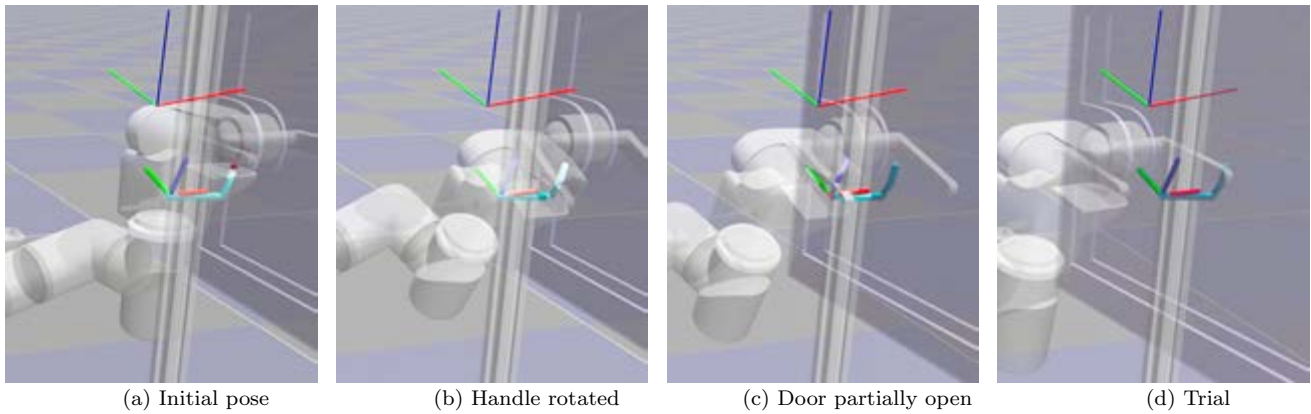 (a) Initial pose
(b) Handle rotated
(c) Door partially open
(d) Trial